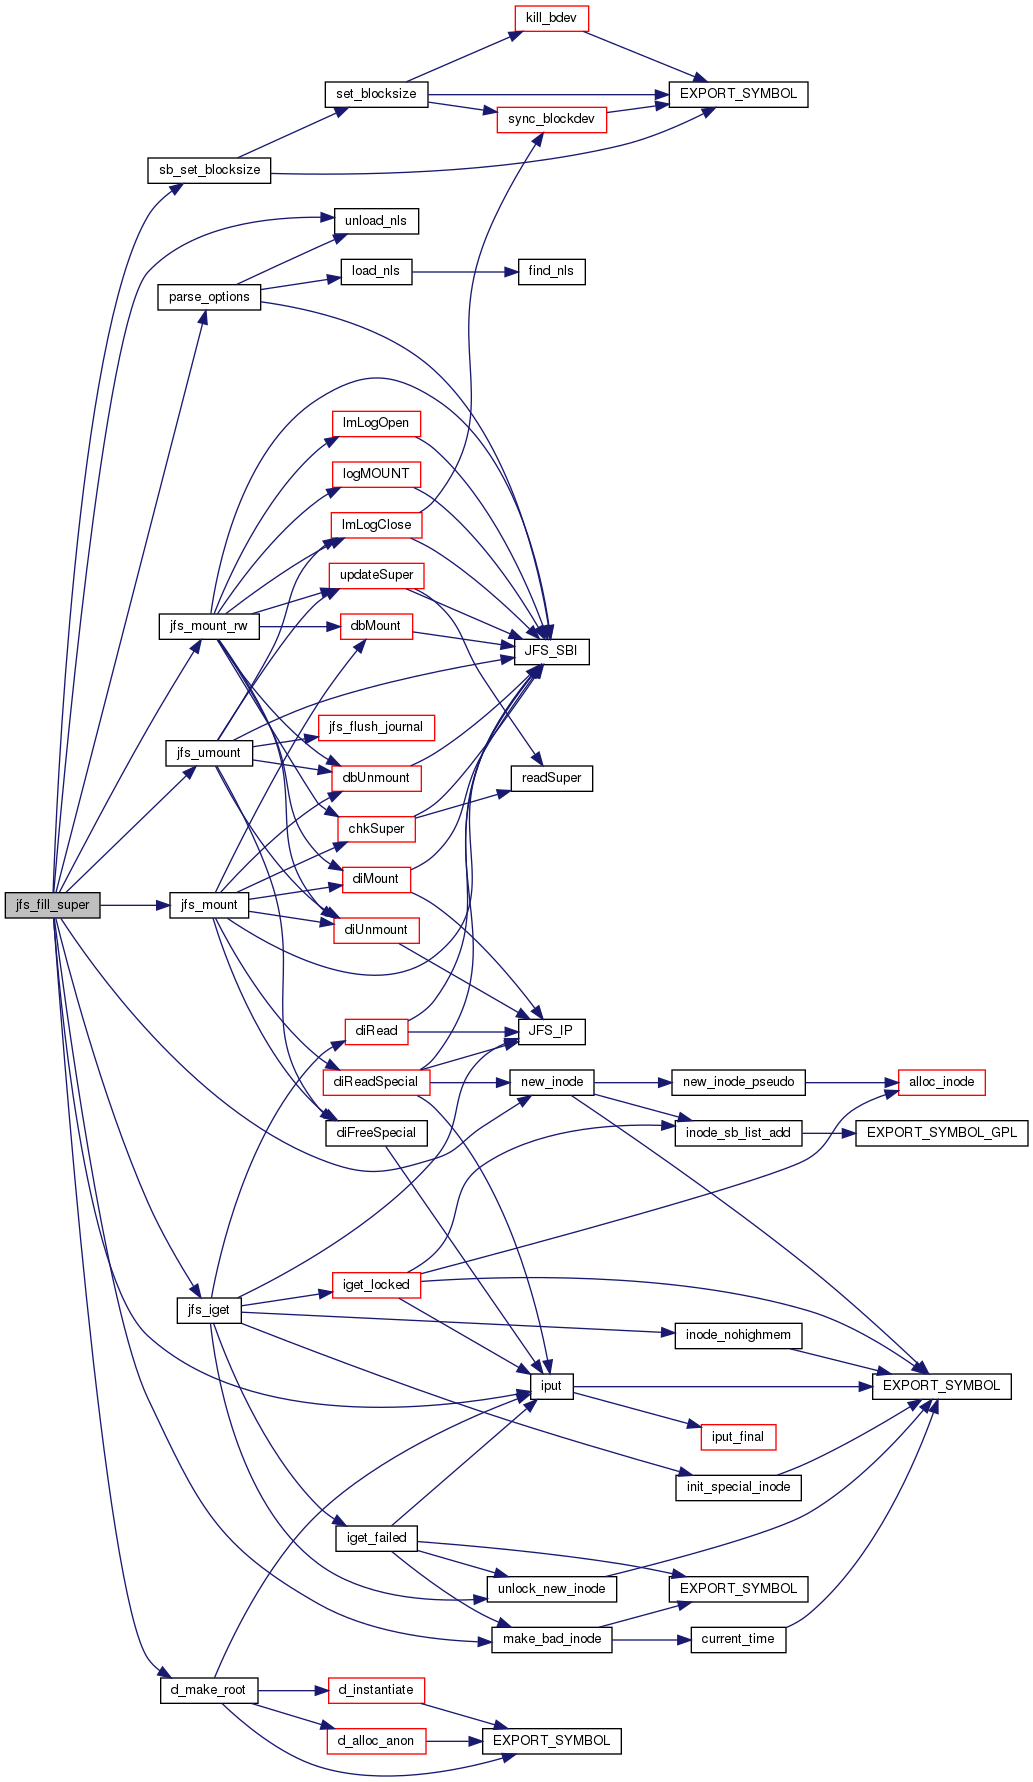 kill_bdev
set_blocksize
EXPORT_SYMBOL
sync_blockdev
sb_set_blocksize
unload_nls
load_nls
find_nls
parse_options
lmLogOpen
logMOUNT
lmLogClose
updateSuper
jfs_mount_rw
dbMount
JFS_SBI
jfs_flush_journal
jfs_umount
dbUnmount
readSuper
chkSuper
diMount
jfs_fill_super
jfs_mount
diUnmount
diRead
JFS_IP
diReadSpecial
new_inode
new_inode_pseudo
alloc_inode
diFreeSpecial
inode_sb_list_add
EXPORT_SYMBOL_GPL
iget_locked
jfs_iget
inode_nohighmem
iput
EXPORT_SYMBOL
iput_final
init_special_inode
iget_failed
unlock_new_inode
EXPORT_SYMBOL
make_bad_inode
current_time
d_make_root
d_instantiate
d_alloc_anon
EXPORT_SYMBOL